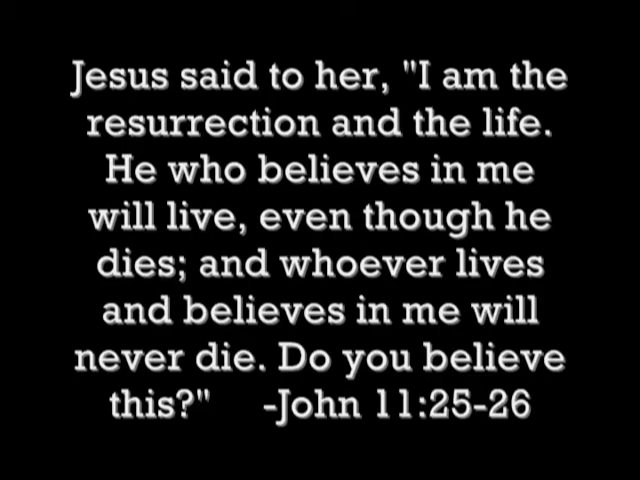 Jesus said to her, "I am the
resurrection and the life.
He who believes in me
will live, even though he
dies; and whoever lives
and believes in me will
never die. Do you believe
this?" -John 11:25-26